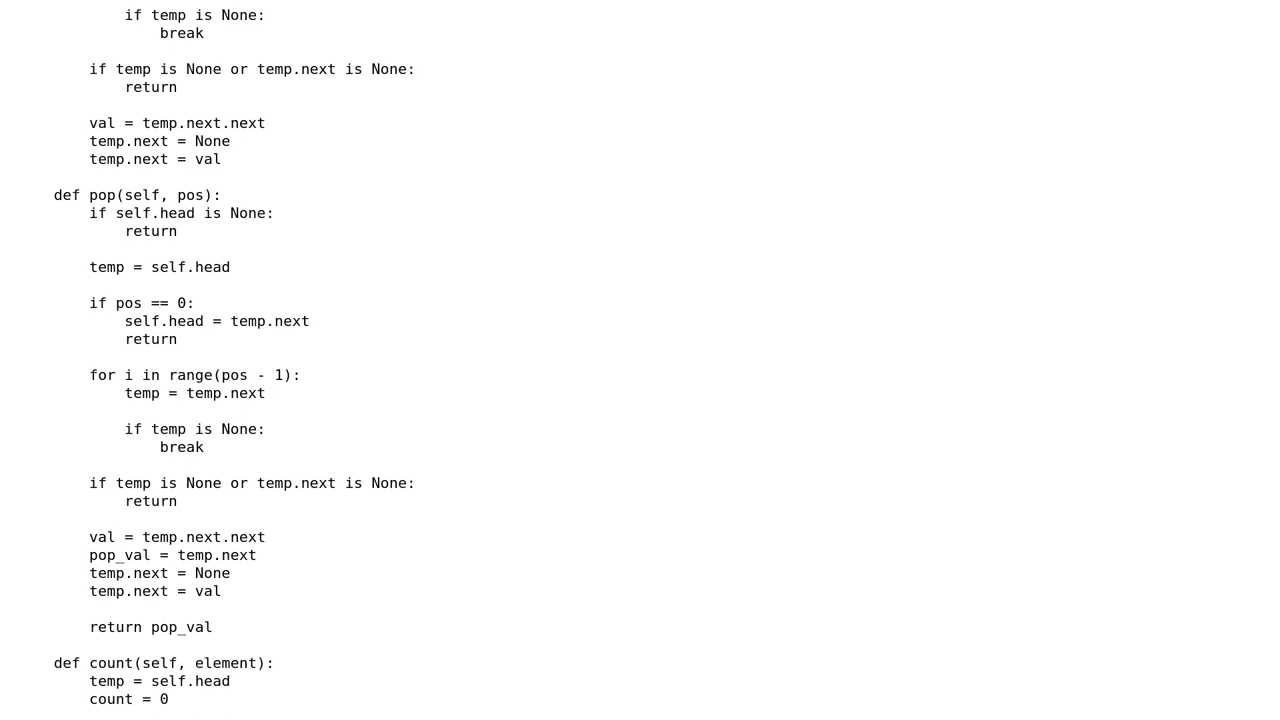 if temp is None:
            break

    if temp is None or temp.next is None:
        return

    val = temp.next.next
    temp.next = None
    temp.next = val

def pop(self, pos):
    if self.head is None:
        return

    temp = self.head

    if pos == 0:
        self.head = temp.next
        return

    for i in range(pos - 1):
        temp = temp.next

        if temp is None:
            break

    if temp is None or temp.next is None:
        return

    val = temp.next.next
    pop_val = temp.next
    temp.next = None
    temp.next = val

    return pop_val

def count(self, element):
    temp = self.head
    count = 0